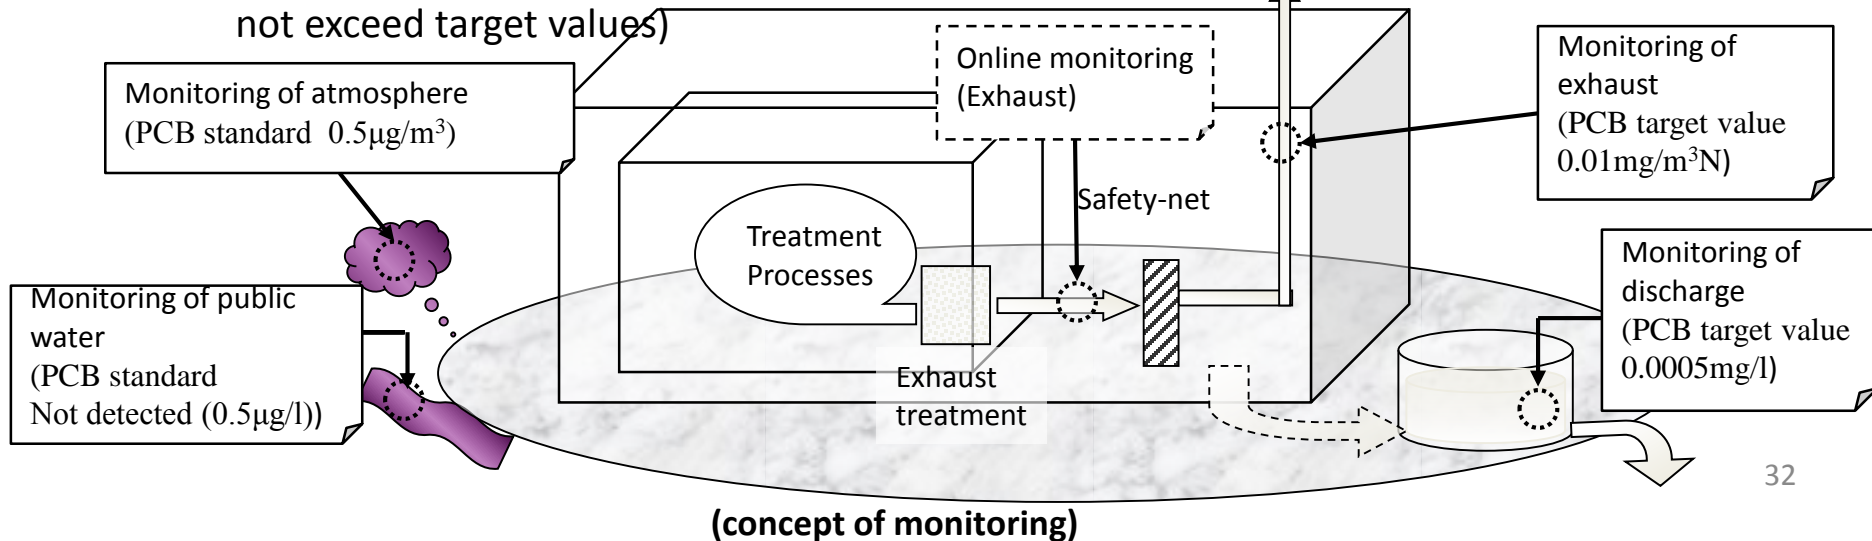 not exceed target values)
Monitoring of atmosphere
(PCB standard 0.5μg/m³)
Online monitoring
(Exhaust)
Monitoring of
exhaust
(PCB target value
0.01mg/m³N)
Safety-net
Treatment
Processes
Monitoring of public
water
(PCB standard
Not detected (0.5μg/l))
Exhaust
treatment
Monitoring of
discharge
(PCB target value
0.0005mg/l)
32
(concept of monitoring)